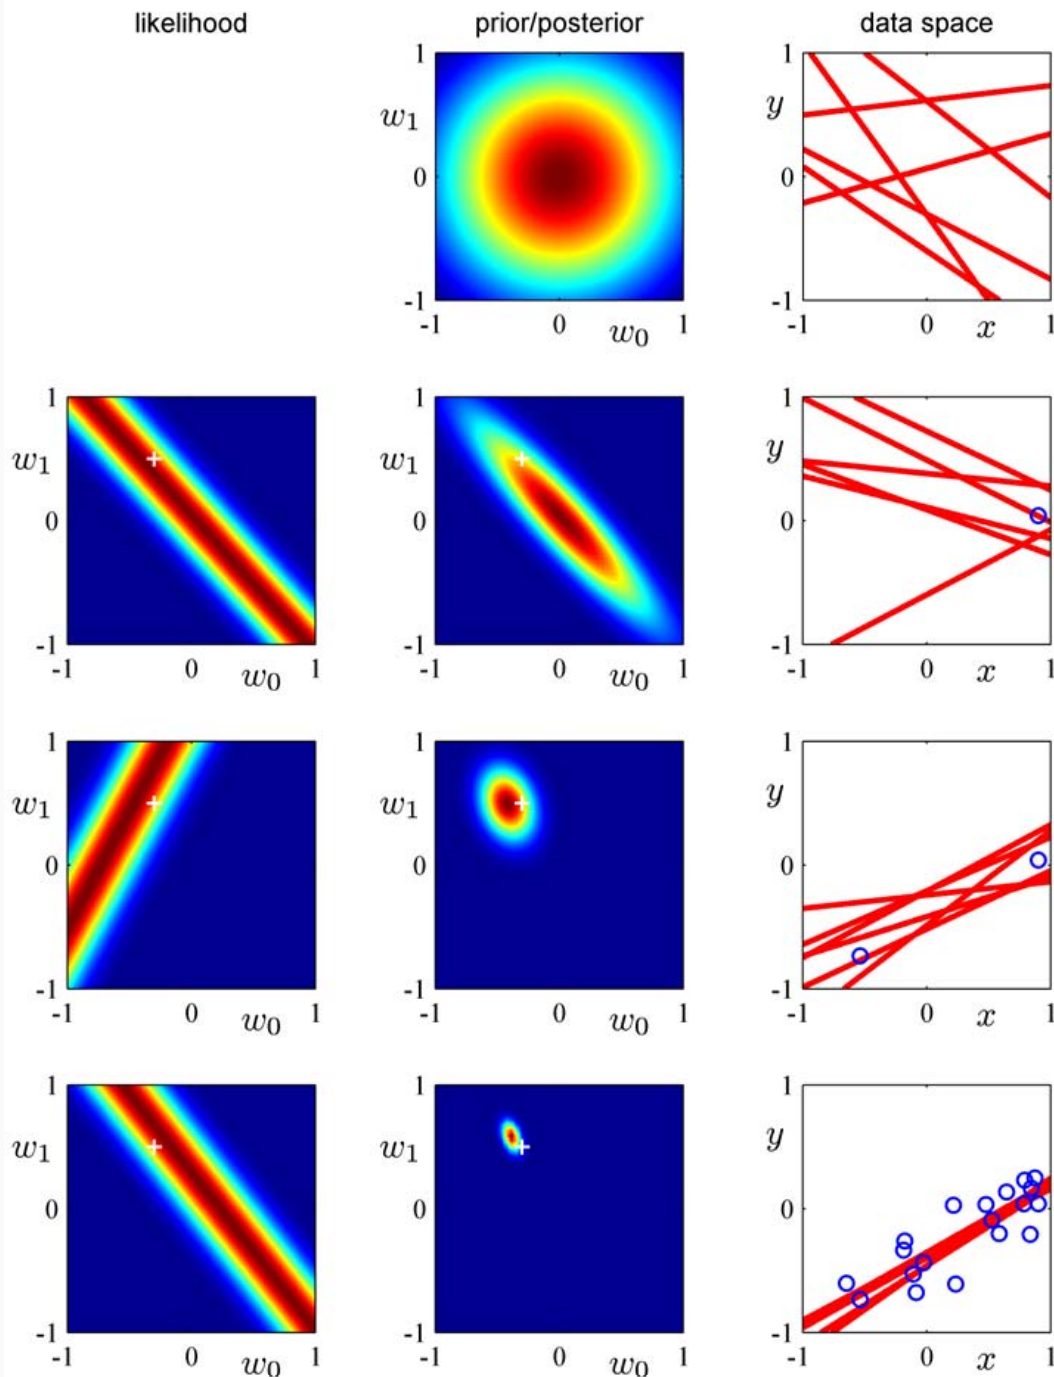 likelihood prior/posterior data space
1 1
w₁ y
0 0
-1 -1
-1 0 w₀ 1 -1 0 x 1
1 1 1
w₁ w₁ y
0 0 0
-1 -1 -1
-1 0 w₀ 1 -1 0 w₀ 1 -1 0 x 1
1 1 1
w₁ w₁ y
0 0 0
-1 -1 -1
-1 0 w₀ 1 -1 0 w₀ 1 -1 0 x 1
1 1 1
w₁ w₁ y
0 0 0
-1 -1 -1
-1 0 w₀ 1 -1 0 w₀ 1 -1 0 x 1